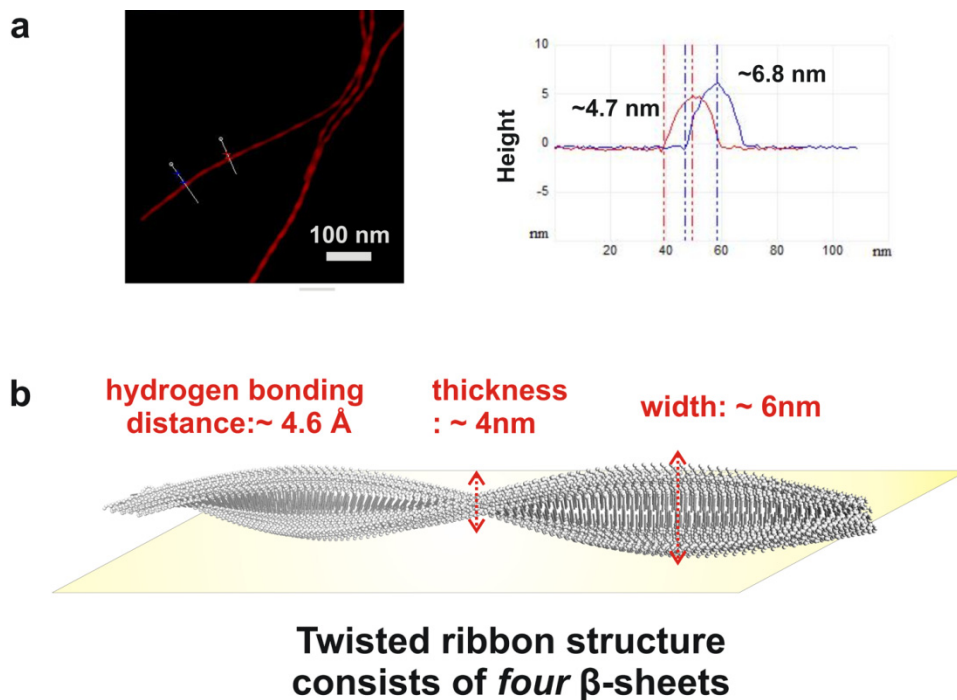 a
100 nm
10
5
0
-5
nm
Height
~4.7 nm
~6.8 nm
20
40
60
80
100
nm
b
hydrogen bonding
distance:~ 4.6 Å
thickness
: ~ 4nm
width: ~ 6nm
Twisted ribbon structure
consists of four β-sheets